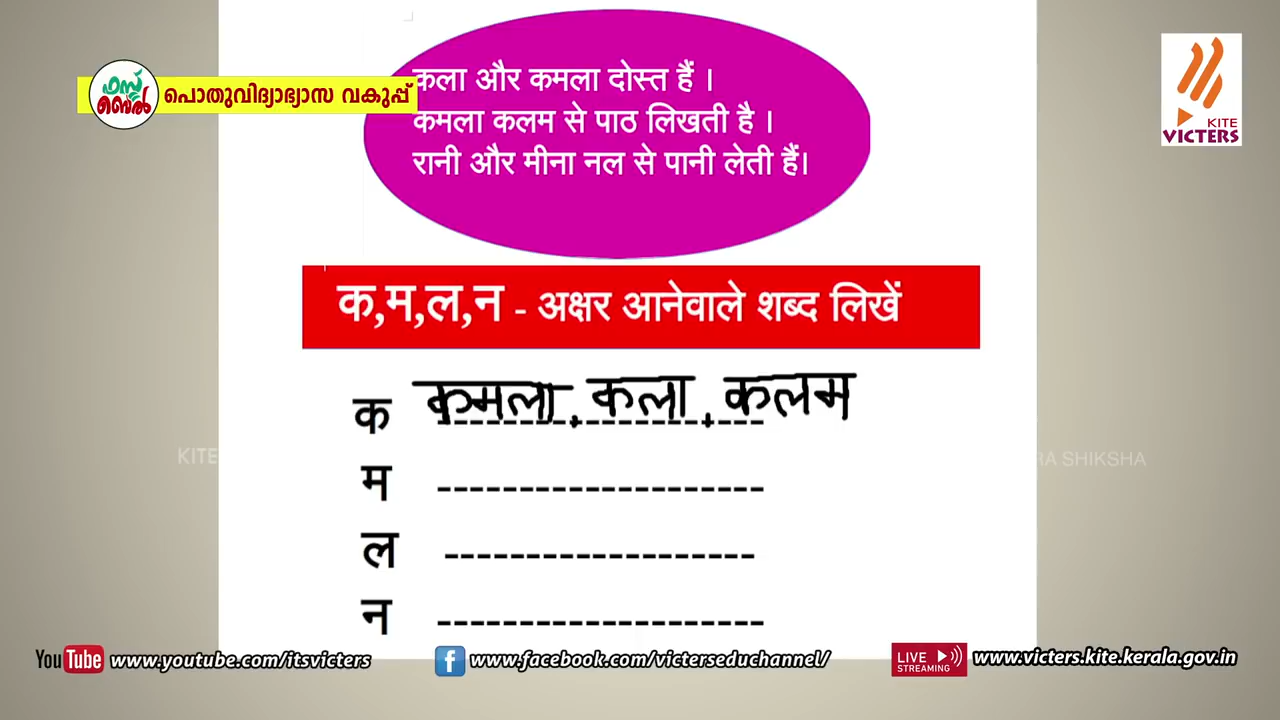 कला और कमला दोस्त हैं ।
कमला कलम से पाठ लिखती है ।
रानी और मीना नल से पानी लेती हैं।
ഫസ്റ്റ് ബെൽ
പൊതുവിദ്യാഭ്യാസ വകുപ്പ്
KITE
VICTERS
क,म,ल,न - अक्षर आनेवाले शब्द लिखें
क कमला , कला , कलम
म --------------------
ल -------------------
न --------------------
KITE
RA SHIKSHA
YouTube www.youtube.com/itsvicters
f www.facebook.com/victerseduchannel/
LIVE STREAMING www.victers.kite.kerala.gov.in